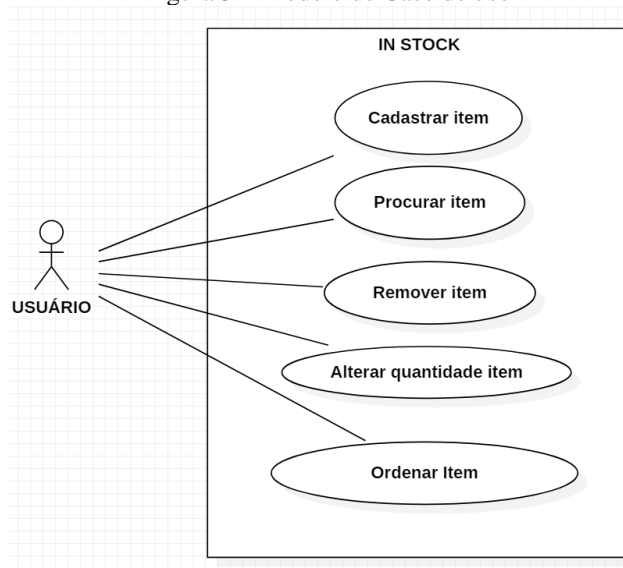 IN STOCK
Cadastrar item
Procurar item
Remover item
USUÁRIO
Alterar quantidade item
Ordenar Item